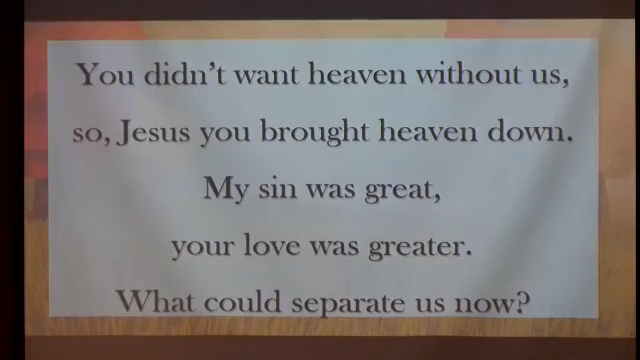 You didn't want heaven without us,
so, Jesus you brought heaven down.
My sin was great,
your love was greater.
What could separate us now?